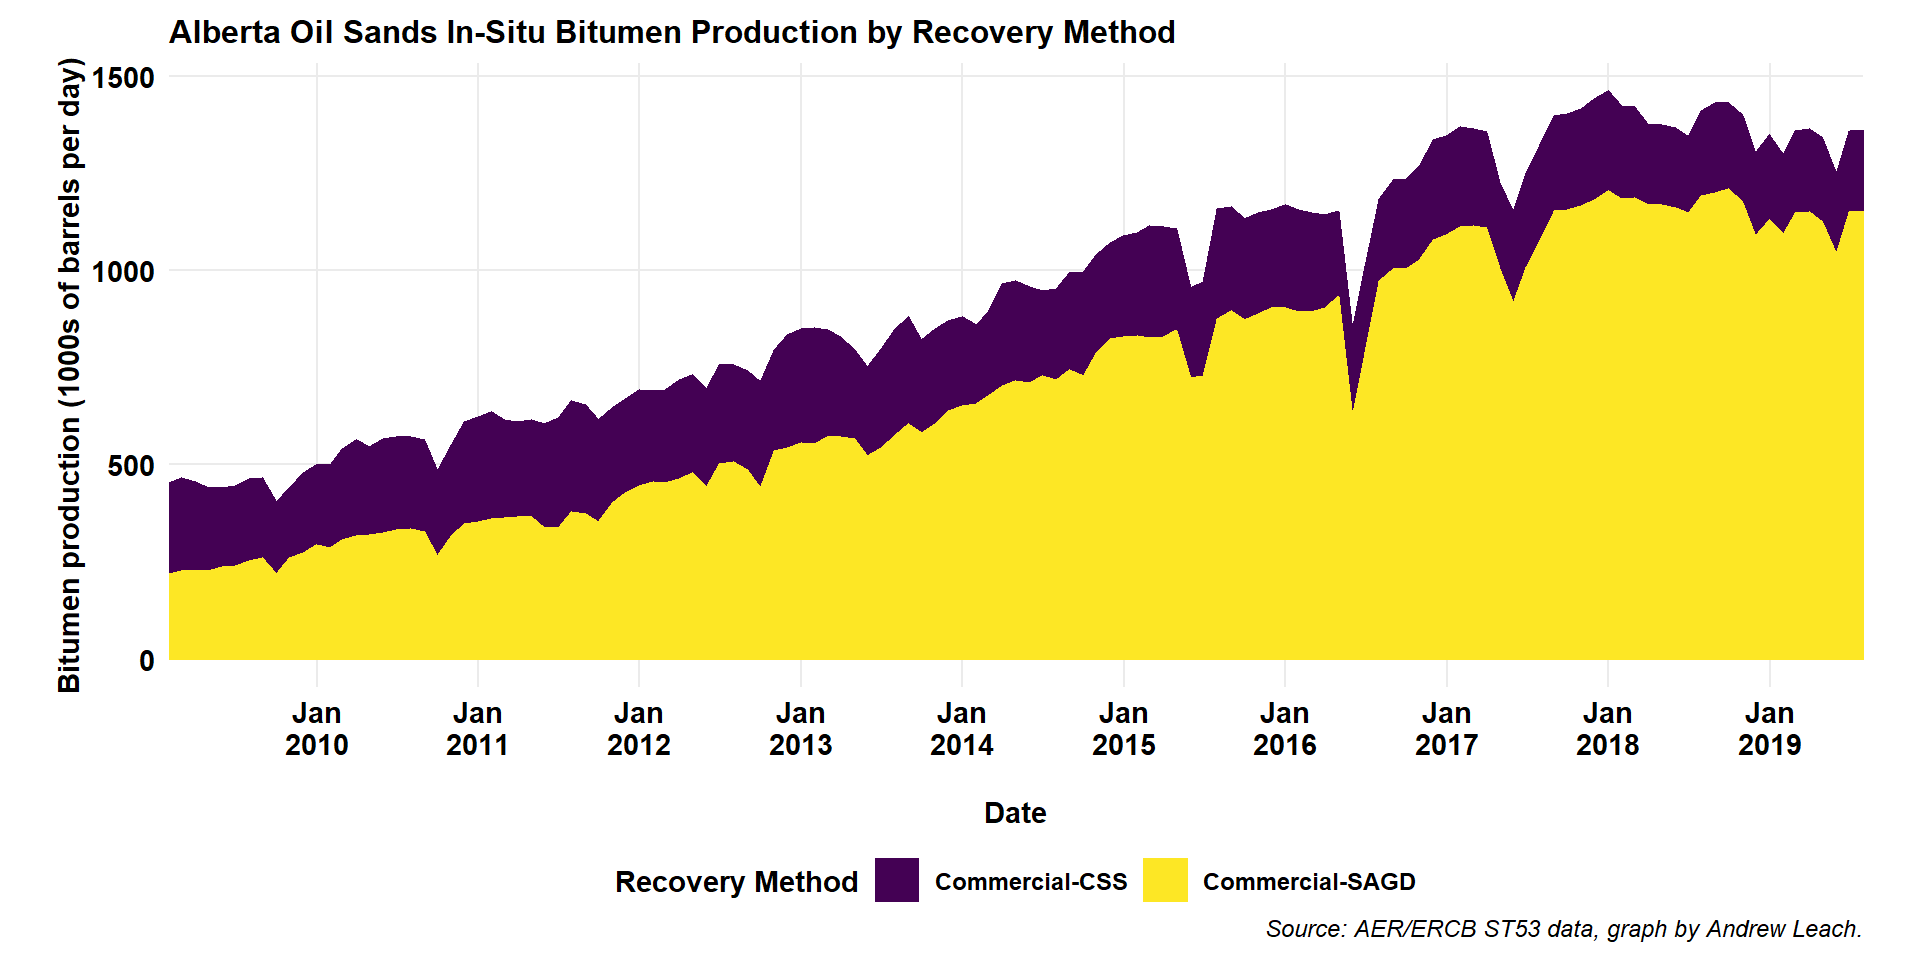 Alberta Oil Sands In-Situ Bitumen Production by Recovery Method
Bitumen production (1000s of barrels per day)
1500
1000
500
0
Jan 2010
Jan 2011
Jan 2012
Jan 2013
Jan 2014
Jan 2015
Jan 2016
Jan 2017
Jan 2018
Jan 2019
Date
Recovery Method
Commercial-CSS
Commercial-SAGD
Source: AER/ERCB ST53 data, graph by Andrew Leach.